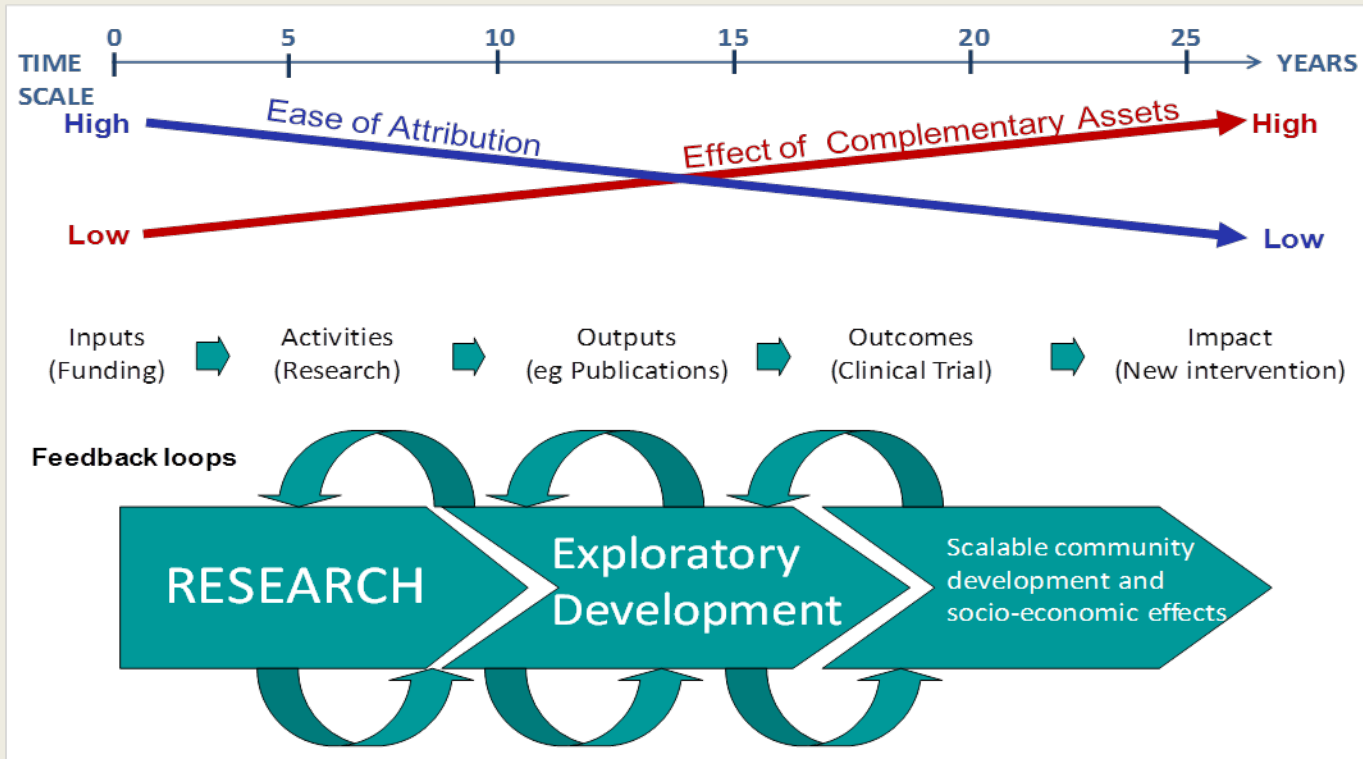 0 5 10 15 20 25
TIME
SCALE
YEARS
High
Ease of Attribution
Effect of Complementary Assets
High
Low
Low
Inputs
(Funding)
Activities
(Research)
Outputs
(eg Publications)
Outcomes
(Clinical Trial)
Impact
(New intervention)
Feedback loops
RESEARCH
Exploratory
Development
Scalable community
development and
socio-economic effects